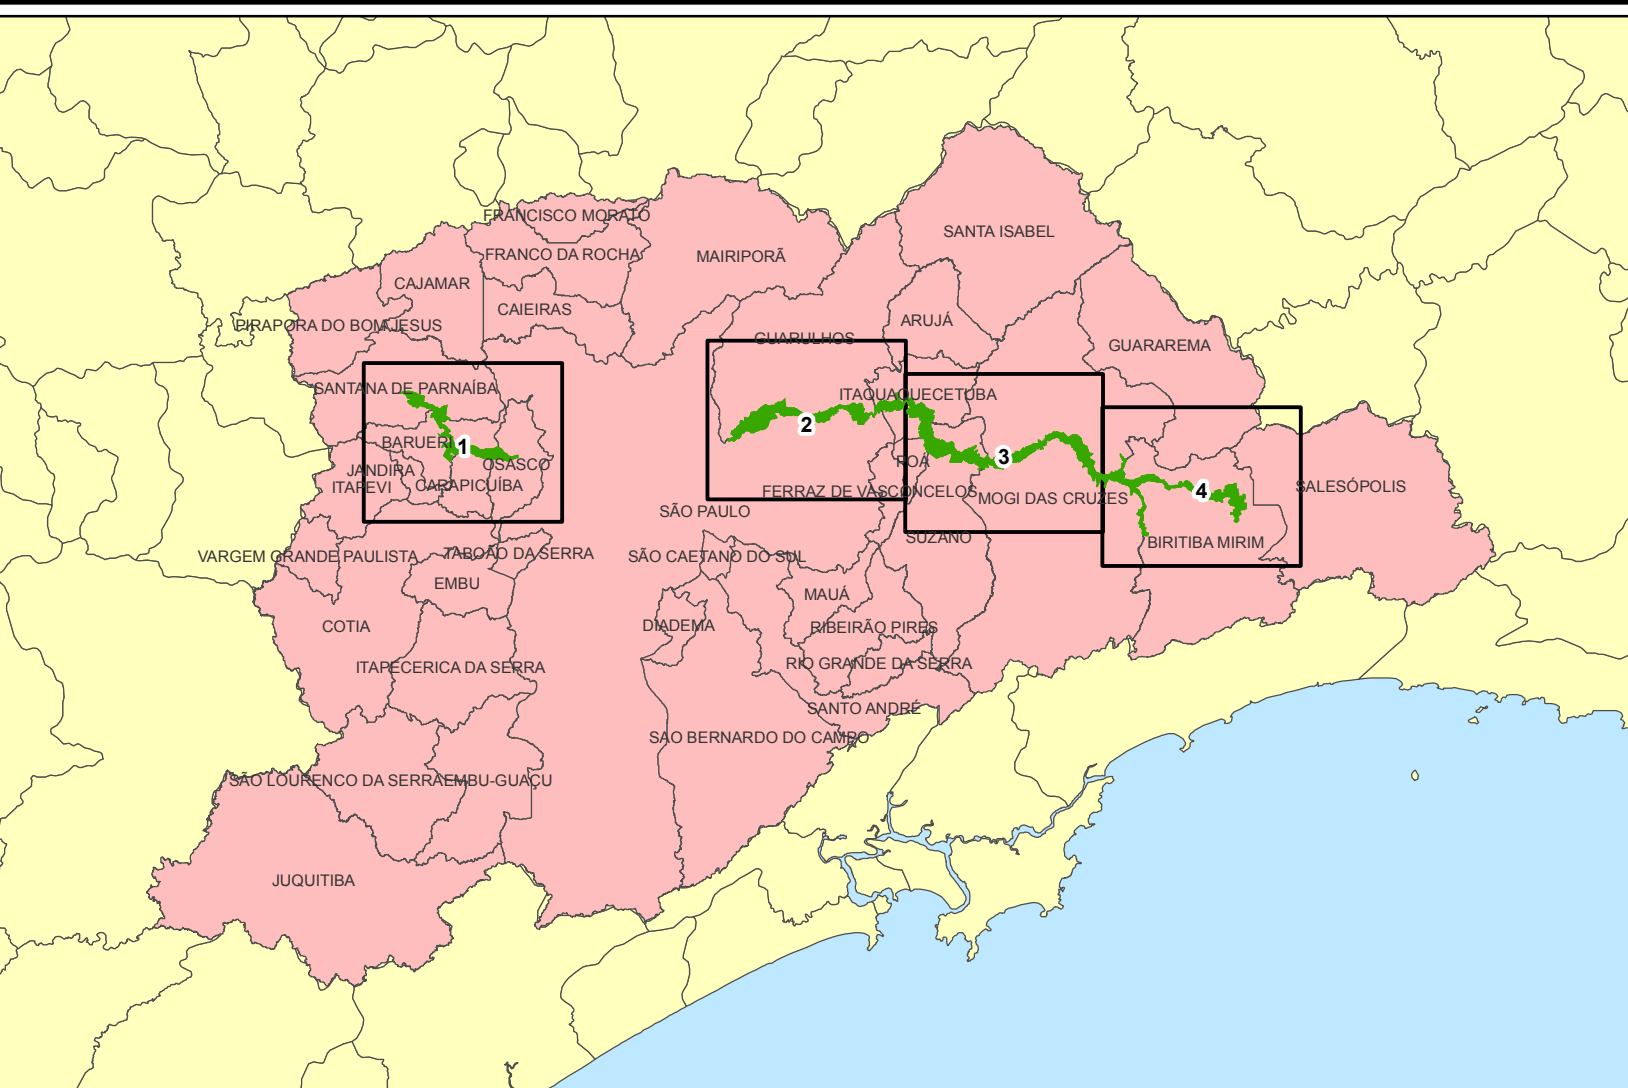 FRANCISCO MORATO
SANTA ISABEL
FRANCO DA ROCHA
MAIRIPORÃ
CAJAMAR
CAIEIRAS
ARUJÁ
PIRAPORA DO BOM JESUS
GUARULHOS
GUARAREMA
SANTANA DE PARNAÍBA
ITAQUAQUECETUBA
2
BARUERI
1
3
POÁ
OSASCO
JANDIRA
ITAPEVI
CARAPICUÍBA
FERRAZ DE VASCONCELOS
MOGI DAS CRUZES
4
SALESÓPOLIS
SÃO PAULO
SUZANO
BIRITIBA MIRIM
VARGEM GRANDE PAULISTA
TABOÃO DA SERRA
SÃO CAETANO DO SUL
EMBU
MAUÁ
COTIA
DIADEMA
RIBEIRÃO PIRES
ITAPECERICA DA SERRA
RIO GRANDE DA SERRA
SANTO ANDRÉ
SÃO BERNARDO DO CAMPO
SÃO LOURENCO DA SERRA
EMBU-GUAÇU
JUQUITIBA